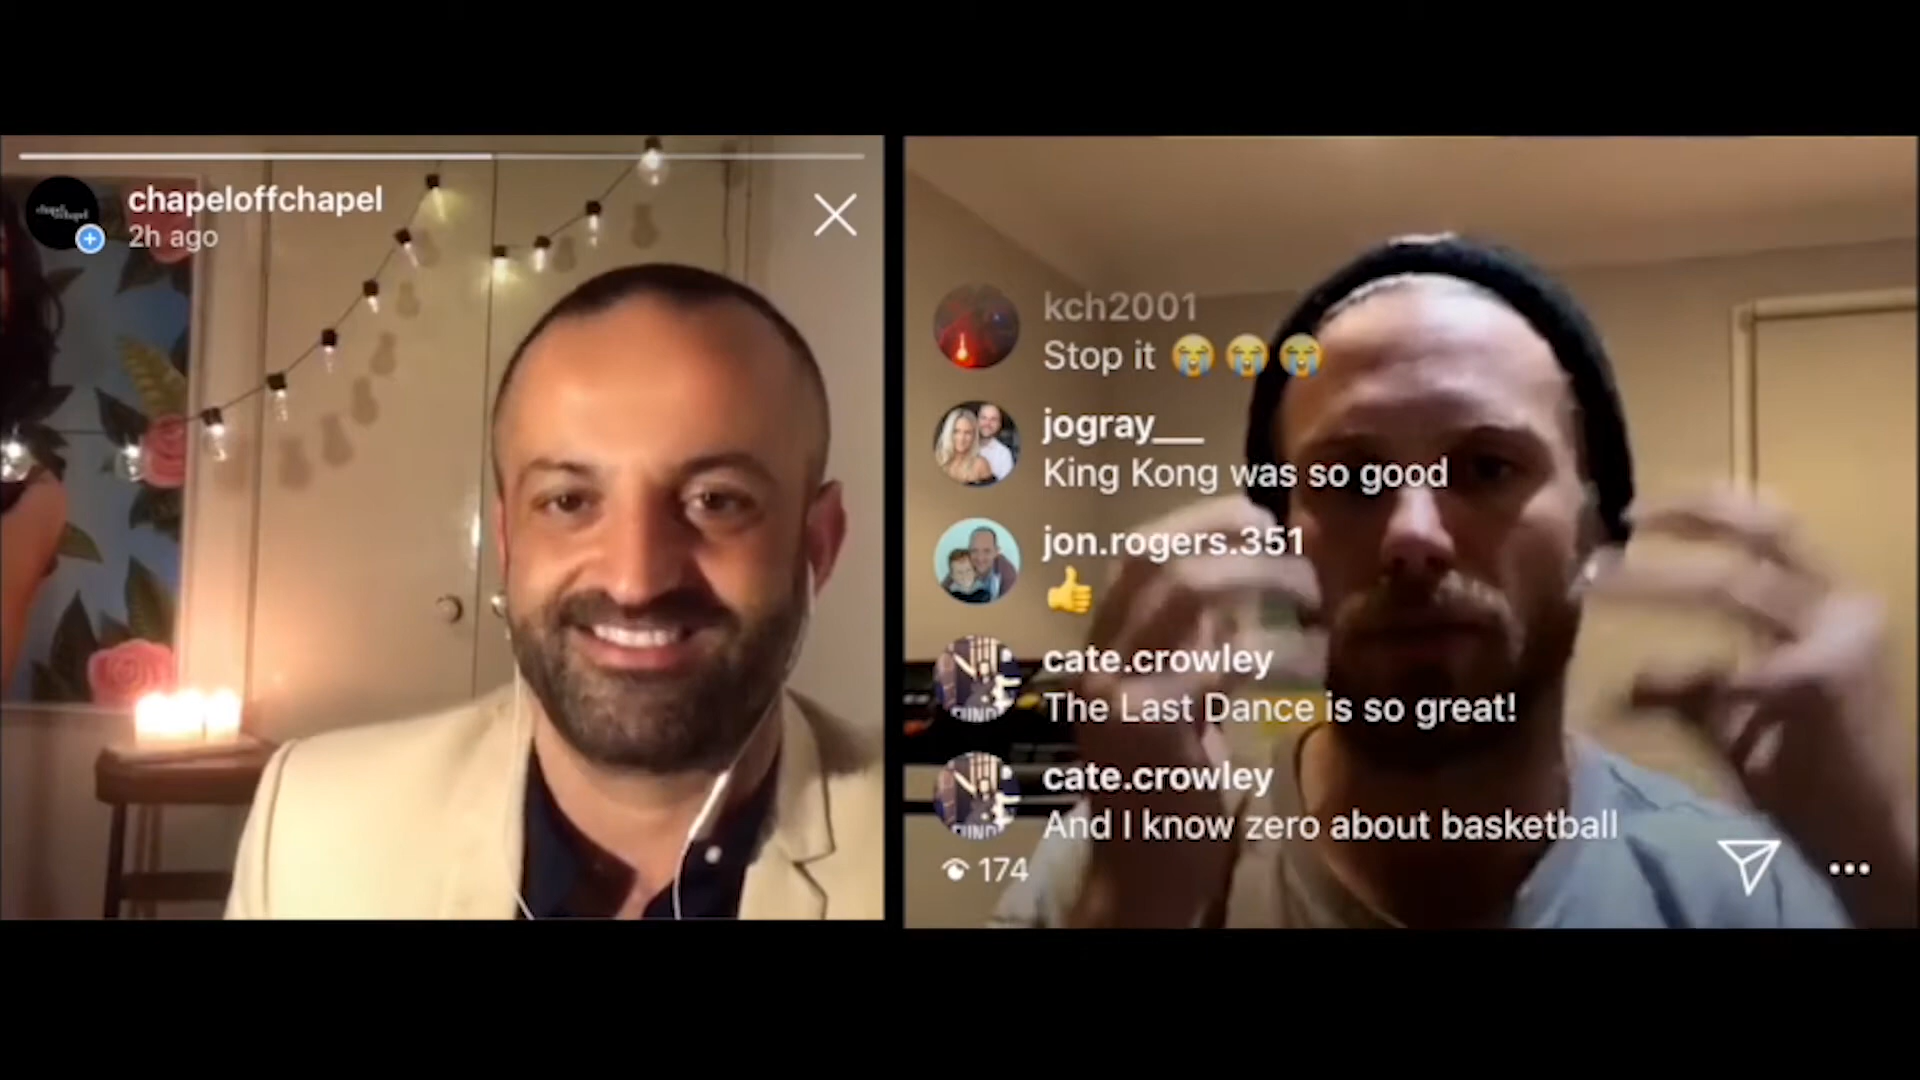 chapeloffchapel
2h ago
kch2001
Stop it 😭😭😭
jogray___
King Kong was so good
jon.rogers.351
👍
cate.crowley
The Last Dance is so great!
cate.crowley
And I know zero about basketball
174